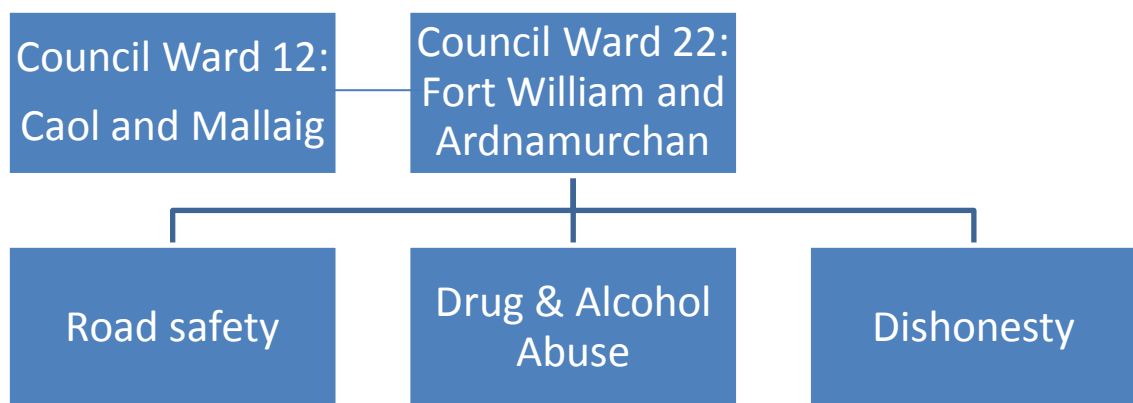 Council Ward 12:
Caol and Mallaig
Council Ward 22:
Fort William and
Ardnamurchan
Road safety
Drug & Alcohol
Abuse
Dishonesty